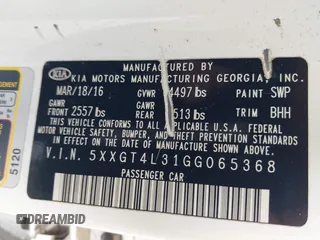 MANUFACTURED BY
KIA
KIA MOTORS MANUFACTURING GEORGIA, INC.
MAR/18/16 GVWR 4497 lbs PAINT SWP
GAWR GAWR
FRONT 2557 lbs 513 lbs TRIM BHH
THIS VEHICLE CONFORMS TO ALL APPLICABLE U.S.
FEDERAL MOTOR VEHICLE SAFETY,
BUMPER, AND THEFT PREVENTION STANDARDS
IN EFFECT ON THE DATE OF MANUFACTURE SHOWN ABOVE.
V.I.N. 5XXGT4L31GG065368
PASSENGER CAR
5120
DREAMBID